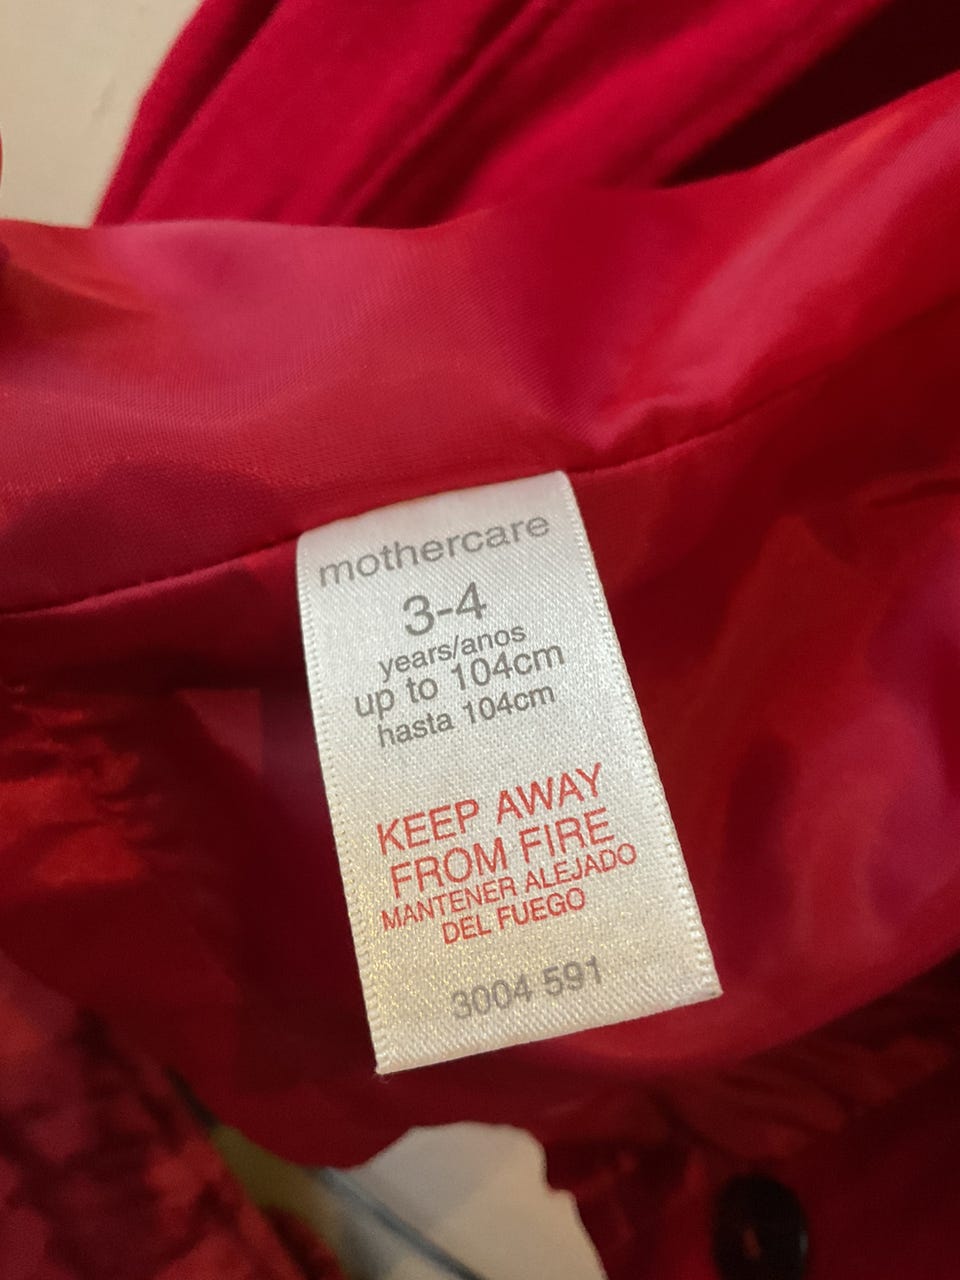 mothercare
3-4
years/anos
up to 104cm
hasta 104cm
KEEP AWAY
FROM FIRE
MANTENER ALEJADO
DEL FUEGO
3004 591